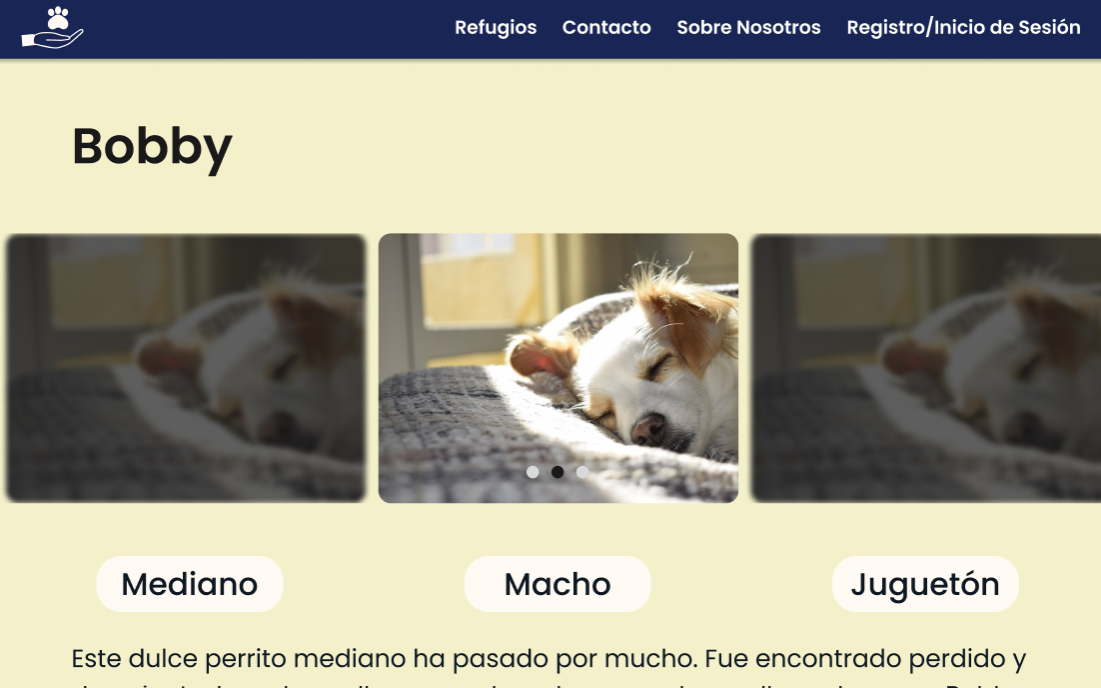 Refugios Contacto Sobre Nosotros Registro/Inicio de Sesión
Bobby
Mediano Macho Juguetón
Este dulce perrito mediano ha pasado por mucho. Fue encontrado perdido y